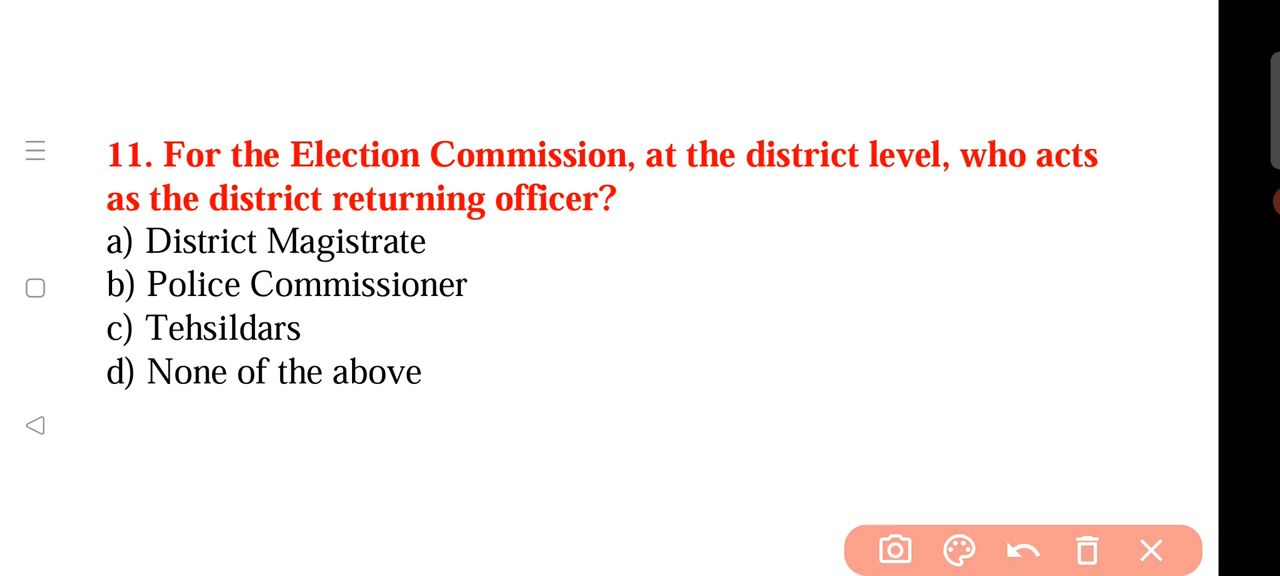 11. For the Election Commission, at the district level, who acts
as the district returning officer?
a) District Magistrate
b) Police Commissioner
c) Tehsildars
d) None of the above